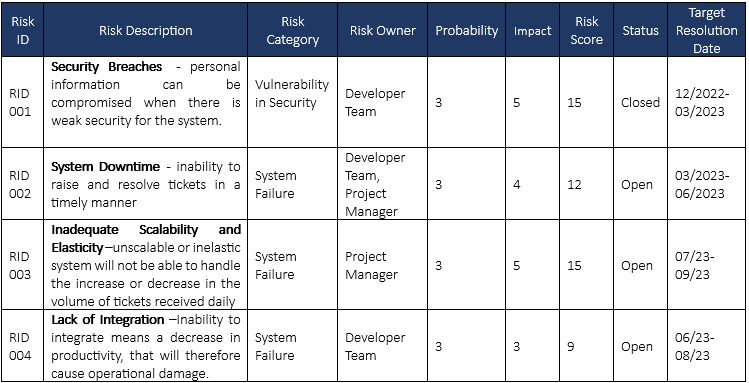 Risk ID | Risk Description | Risk Category | Risk Owner | Probability | Impact | Risk Score | Status | Target Resolution Date
RID 001 | Security Breaches - personal information can be compromised when there is weak security for the system. | Vulnerability in Security | Developer Team | 3 | 5 | 15 | Closed | 12/2022-03/2023
RID 002 | System Downtime - inability to raise and resolve tickets in a timely manner | System Failure | Developer Team, Project Manager | 3 | 4 | 12 | Open | 03/2023-06/2023
RID 003 | Inadequate Scalability and Elasticity –unscalable or inelastic system will not be able to handle the increase or decrease in the volume of tickets received daily | System Failure | Project Manager | 3 | 5 | 15 | Open | 07/23-09/23
RID 004 | Lack of Integration –Inability to integrate means a decrease in productivity, that will therefore cause operational damage. | System Failure | Developer Team | 3 | 3 | 9 | Open | 06/23-08/23